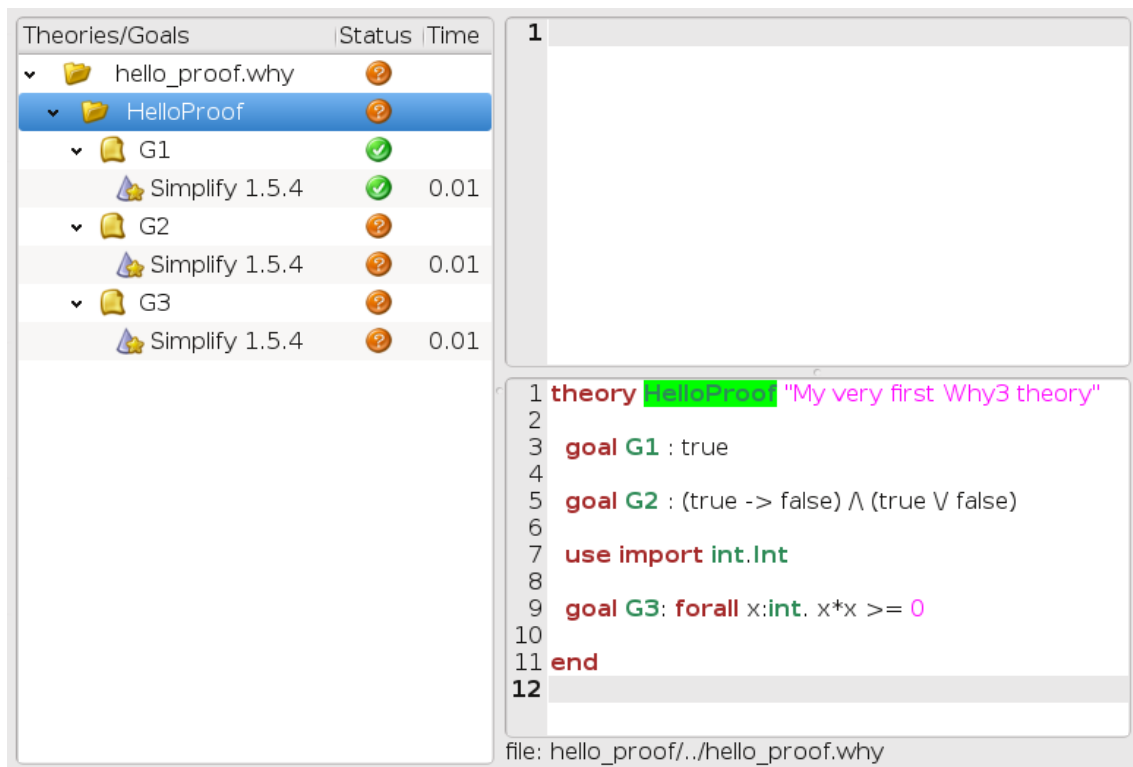 Theories/Goals Status Time
hello_proof.why
HelloProof
G1
Simplify 1.5.4 0.01
G2
Simplify 1.5.4 0.01
G3
Simplify 1.5.4 0.01
1
1 theory HelloProof "My very first Why3 theory"
2
3 goal G1 : true
4
5 goal G2 : (true -> false) /\ (true \/ false)
6
7 use import int.Int
8
9 goal G3: forall x:int. x*x >= 0
10
11 end
12
file: hello_proof/../hello_proof.why